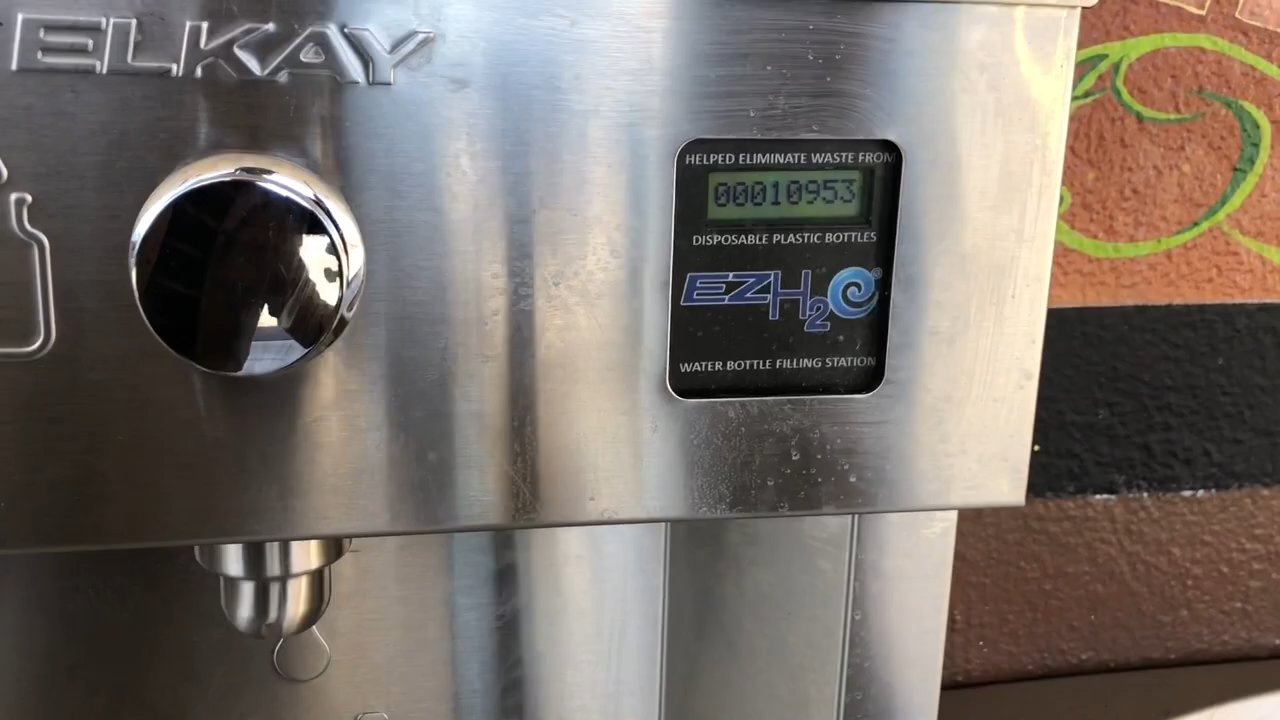 ELKAY
HELPED ELIMINATE WASTE FROM
00010953
DISPOSABLE PLASTIC BOTTLES
EZH2O®
WATER BOTTLE FILLING STATION